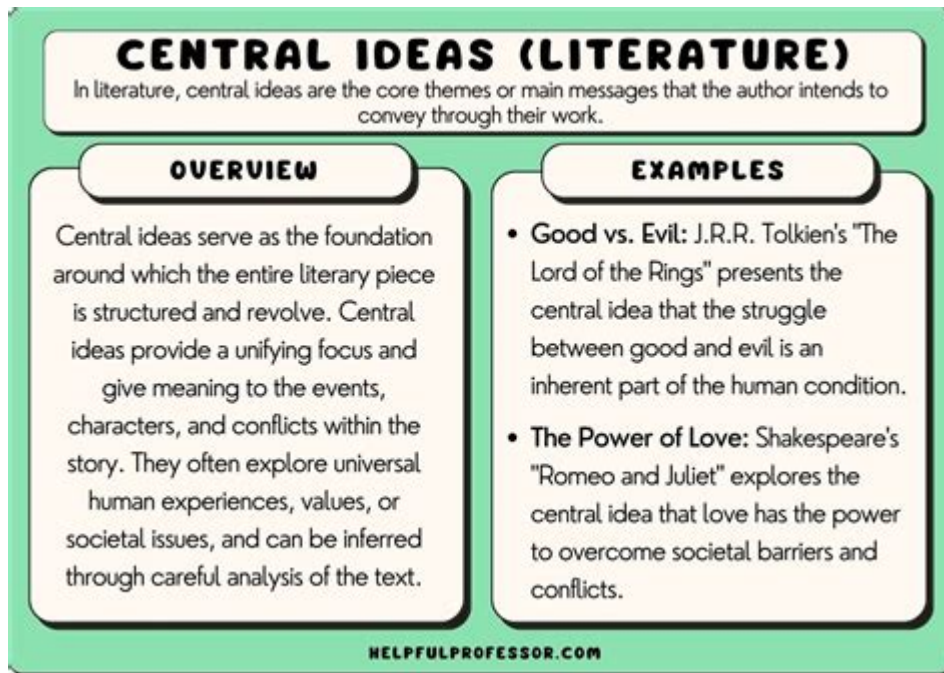 CENTRAL IDEAS (LITERATURE)
In literature, central ideas are the core themes or main messages that the author intends to
convey through their work.
OVERVIEW
Central ideas serve as the foundation
around which the entire literary piece
is structured and revolve. Central
ideas provide a unifying focus and
give meaning to the events,
characters, and conflicts within the
story. They often explore universal
human experiences, values, or
societal issues, and can be inferred
through careful analysis of the text.
EXAMPLES
• Good vs. Evil: J.R.R. Tolkien's "The
Lord of the Rings" presents the
central idea that the struggle
between good and evil is an
inherent part of the human condition.
• The Power of Love: Shakespeare's
"Romeo and Juliet" explores the
central idea that love has the power
to overcome societal barriers and
conflicts.
HELPFULPROFESSOR.COM